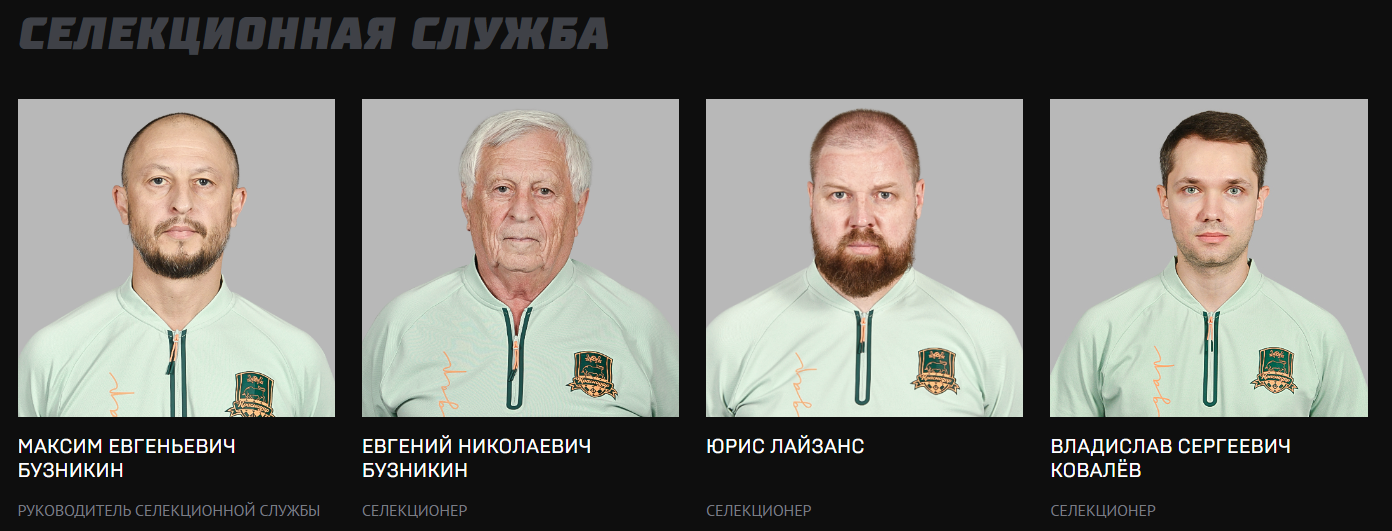 СЕЛЕКЦИОННАЯ СЛУЖБА
МАКСИМ ЕВГЕНЬЕВИЧ
БУЗНИКИН
РУКОВОДИТЕЛЬ СЕЛЕКЦИОННОЙ СЛУЖБЫ
ЕВГЕНИЙ НИКОЛАЕВИЧ
БУЗНИКИН
СЕЛЕКЦИОНЕР
ЮРИС ЛАЙЗАНС
СЕЛЕКЦИОНЕР
ВЛАДИСЛАВ СЕРГЕЕВИЧ
КОВАЛЁВ
СЕЛЕКЦИОНЕР